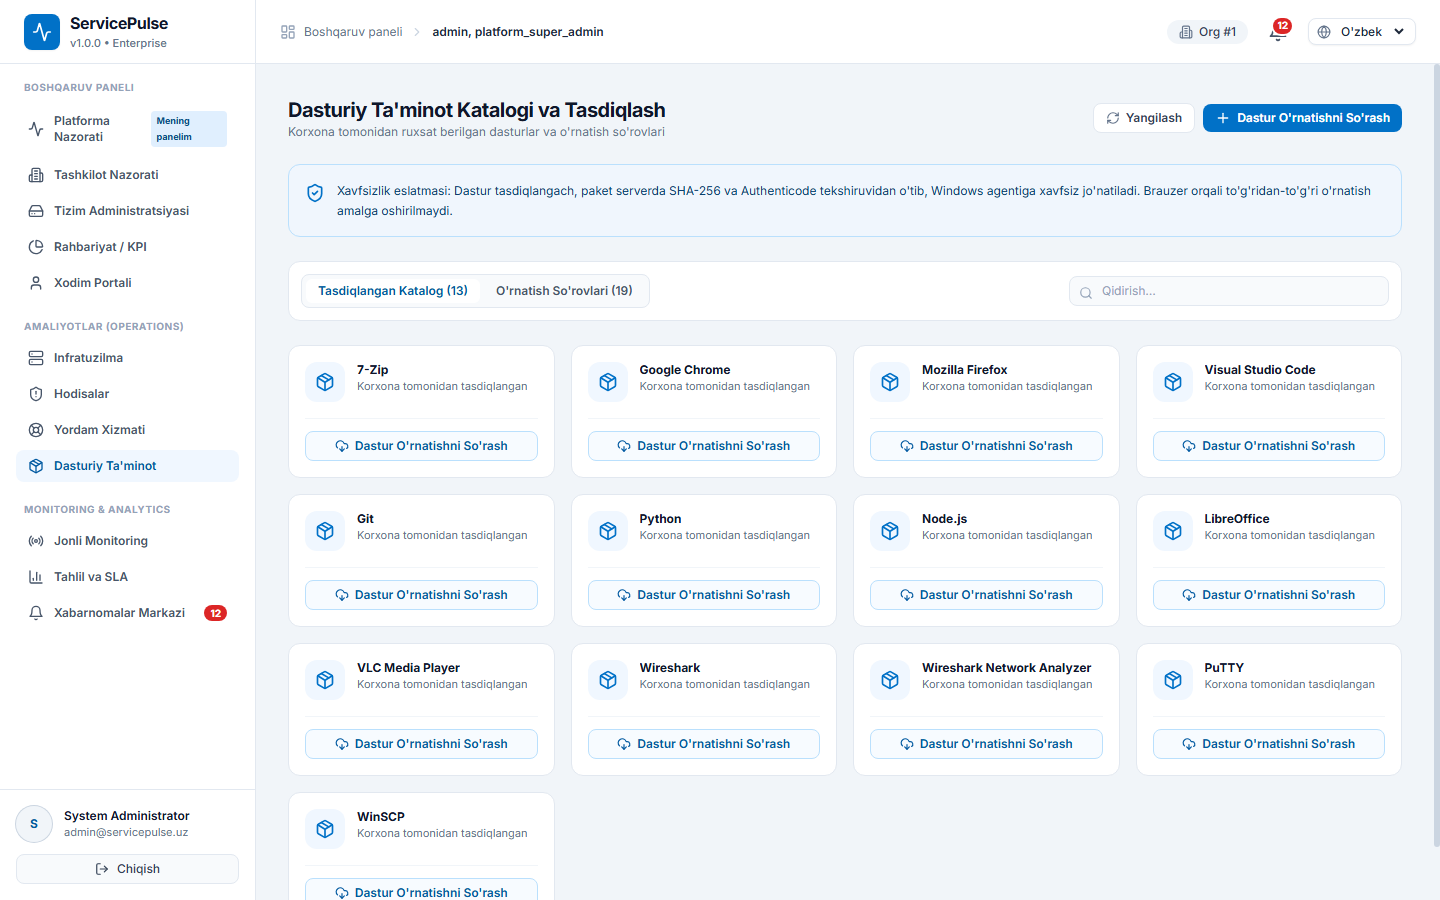 ServicePulse
v1.0.0 • Enterprise
BOSHQARUV PANELI
Platforma
Nazorati
Mening
panelim
Tashkilot Nazorati
Tizim Administratsiyasi
Rahbariyat / KPI
Xodim Portali
AMALIYOTLAR (OPERATIONS)
Infratuzilma
Hodisalar
Yordam Xizmati
Dasturiy Ta'minot
MONITORING & ANALYTICS
Jonli Monitoring
Tahlil va SLA
Xabarnomalar Markazi 12
S
System Administrator
admin@servicepulse.uz
Chiqish
Boshqaruv paneli > admin, platform_super_admin
Org #1
12
O'zbek
Dasturiy Ta'minot Katalogi va Tasdiqlash
Korxona tomonidan ruxsat berilgan dasturlar va o'rnatish so'rovlari
Yangilash
Dastur O'rnatishni So'rash
Xavfsizlik eslatmasi: Dastur tasdiqlangach, paket serverda SHA-256 va Authenticode tekshiruvidan o'tib, Windows agentiga xavfsiz jo'natiladi. Brauzer orqali to'g'ridan-to'g'ri o'rnatish
amalga oshirilmaydi.
Tasdiqlangan Katalog (13)
O'rnatish So'rovlari (19)
Qidirish...
7-Zip
Korxona tomonidan tasdiqlangan
Dastur O'rnatishni So'rash
Google Chrome
Korxona tomonidan tasdiqlangan
Dastur O'rnatishni So'rash
Mozilla Firefox
Korxona tomonidan tasdiqlangan
Dastur O'rnatishni So'rash
Visual Studio Code
Korxona tomonidan tasdiqlangan
Dastur O'rnatishni So'rash
Git
Korxona tomonidan tasdiqlangan
Dastur O'rnatishni So'rash
Python
Korxona tomonidan tasdiqlangan
Dastur O'rnatishni So'rash
Node.js
Korxona tomonidan tasdiqlangan
Dastur O'rnatishni So'rash
LibreOffice
Korxona tomonidan tasdiqlangan
Dastur O'rnatishni So'rash
VLC Media Player
Korxona tomonidan tasdiqlangan
Dastur O'rnatishni So'rash
Wireshark
Korxona tomonidan tasdiqlangan
Dastur O'rnatishni So'rash
Wireshark Network Analyzer
Korxona tomonidan tasdiqlangan
Dastur O'rnatishni So'rash
PuTTY
Korxona tomonidan tasdiqlangan
Dastur O'rnatishni So'rash
WinSCP
Korxona tomonidan tasdiqlangan
Dastur O'rnatishni So'rash